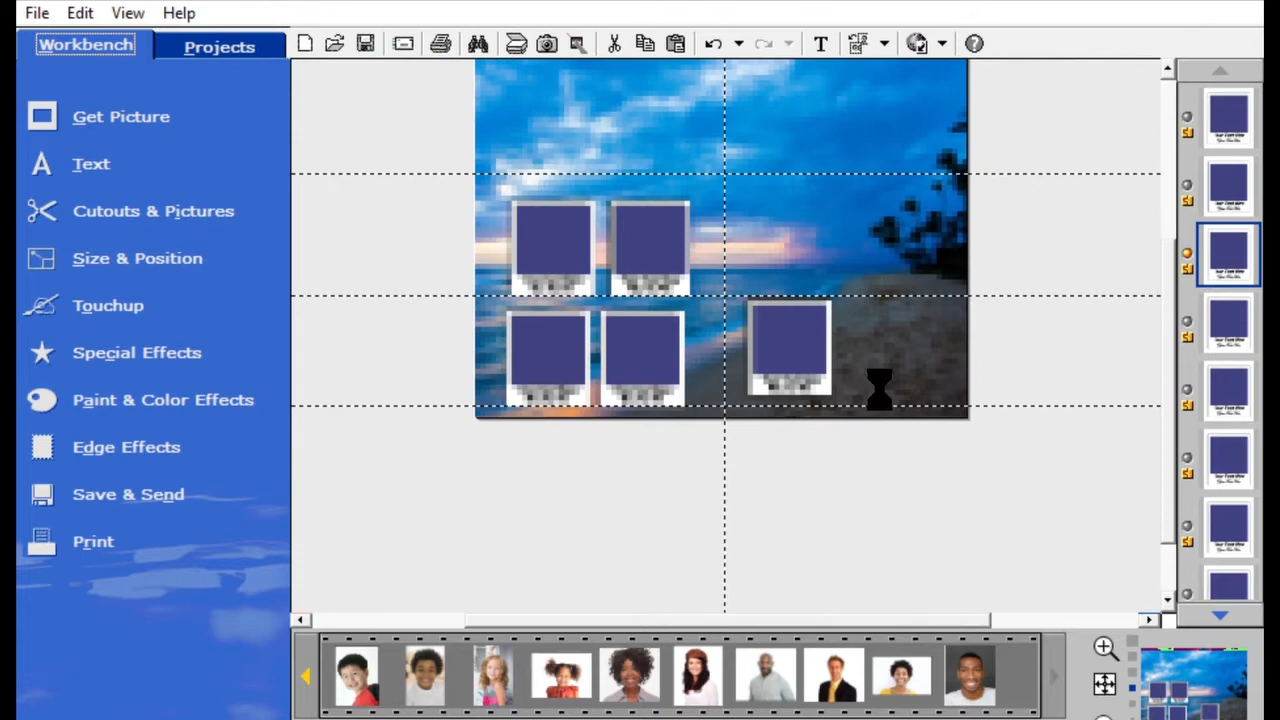 File Edit View Help
Workbench Projects
Get Picture
Text
Cutouts & Pictures
Size & Position
Touchup
Special Effects
Paint & Color Effects
Edge Effects
Save & Send
Print